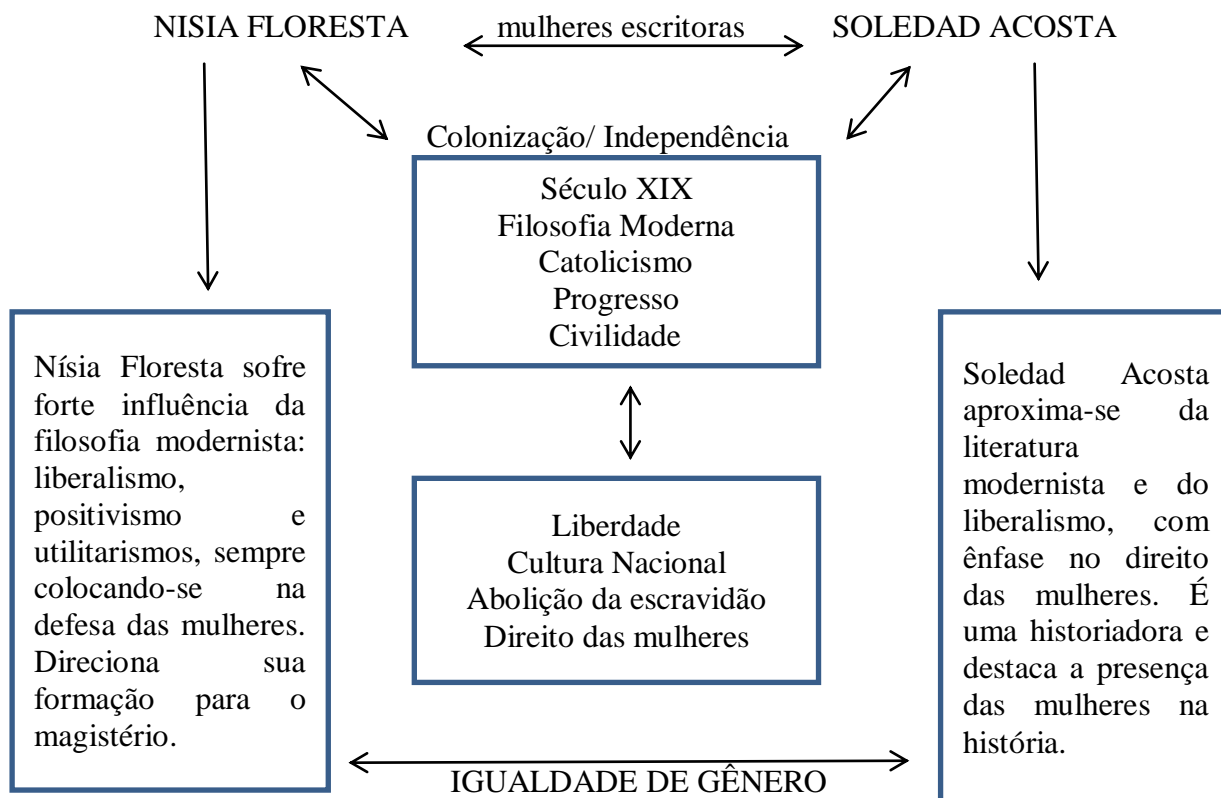 NISIA FLORESTA
mulheres escritoras
SOLEDAD ACOSTA
Colonização/ Independência
Século XIX
Filosofia Moderna
Catolicismo
Progresso
Civilidade
Nísia Floresta sofre
forte influência da
filosofia modernista:
liberalismo,
positivismo e
utilitarismos, sempre
colocando-se na
defesa das mulheres.
Direciona sua
formação para o
magistério.
Liberdade
Cultura Nacional
Abolição da escravidão
Direito das mulheres
Soledad Acosta
aproxima-se da
literatura
modernista e do
liberalismo, com
ênfase no direito
das mulheres. É
uma historiadora e
destaca a presença
das mulheres na
história.
IGUALDADE DE GÊNERO